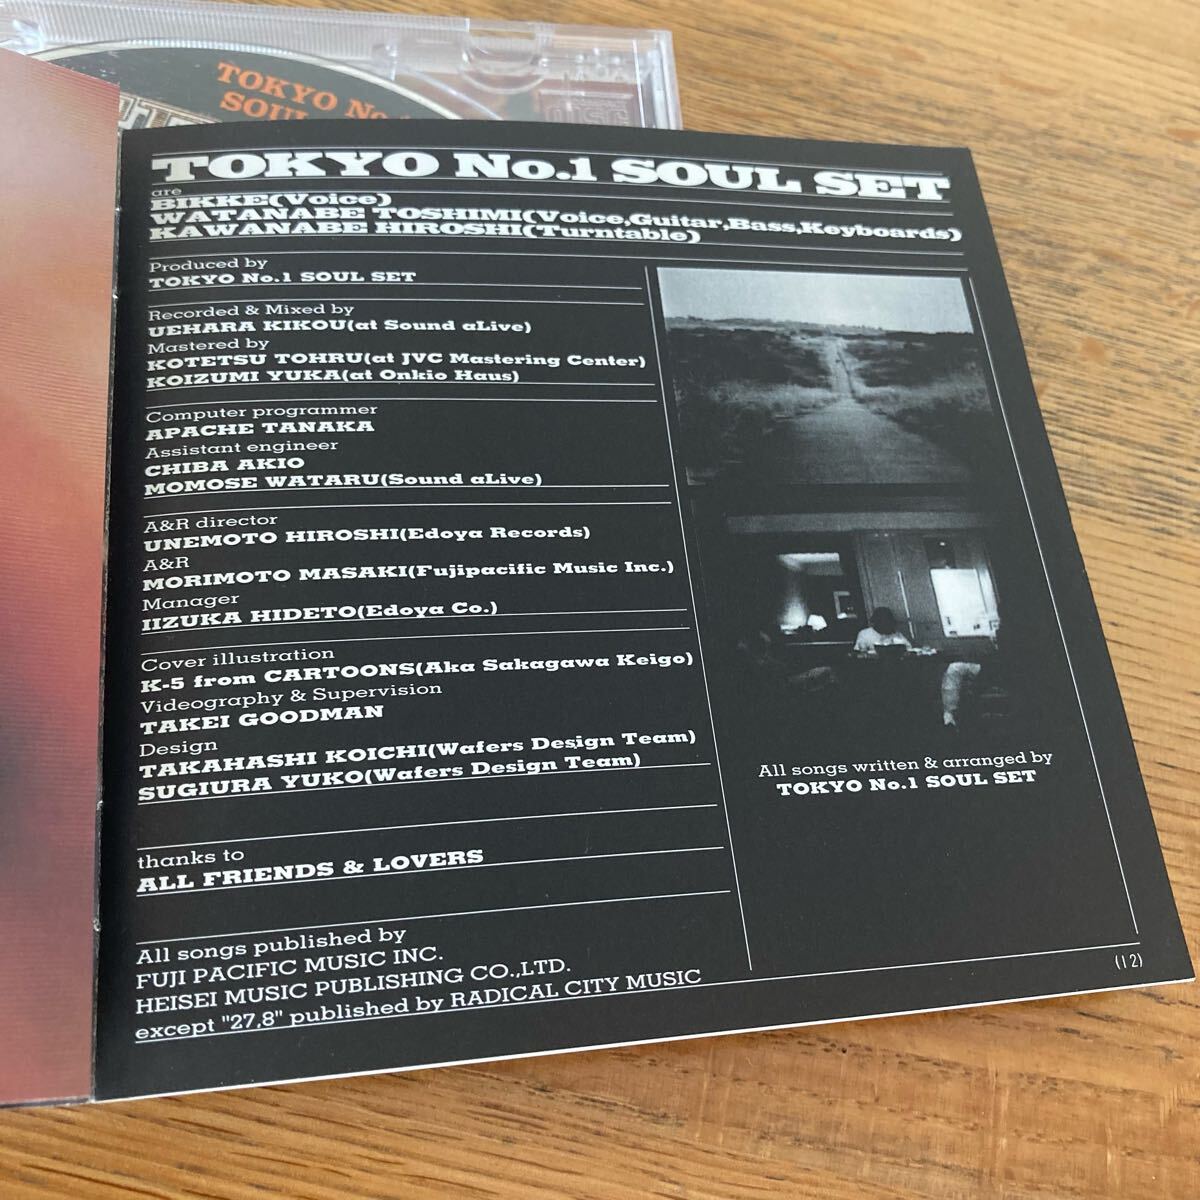 TOKYO No.1
SOUL
TOKYO No.1 SOUL SET
are
BIKKE(Voice)
WATANABE TOSHIMI(Voice,Guitar,Bass,Keyboards)
KAWANABE HIROSHI(Turntable)
Produced by
TOKYO No.1 SOUL SET
Recorded & Mixed by
UEHARA KIKOU(at Sound aLive)
Mastered by
KOTETSU TOHRU(at JVC Mastering Center)
KOIZUMI YUKA(at Onkio Haus)
Computer programmer
APACHE TANAKA
Assistant engineer
CHIBA AKIO
MOMOSE WATARU(Sound aLive)
A&R director
UNEMOTO HIROSHI(Edoya Records)
A&R
MORIMOTO MASAKI(Fujipacific Music Inc.)
Manager
IIZUKA HIDETO(Edoya Co.)
Cover illustration
K-5 from CARTOONS(Aka Sakagawa Keigo)
Videography & Supervision
TAKEI GOODMAN
Design
TAKAHASHI KOICHI(Wafers Design Team)
SUGIURA YUKO(Wafers Design Team)
thanks to
ALL FRIENDS & LOVERS
All songs published by
FUJI PACIFIC MUSIC INC.
HEISEI MUSIC PUBLISHING CO.,LTD.
except "27,8" published by RADICAL CITY MUSIC
All songs written & arranged by
TOKYO No.1 SOUL SET
(12)